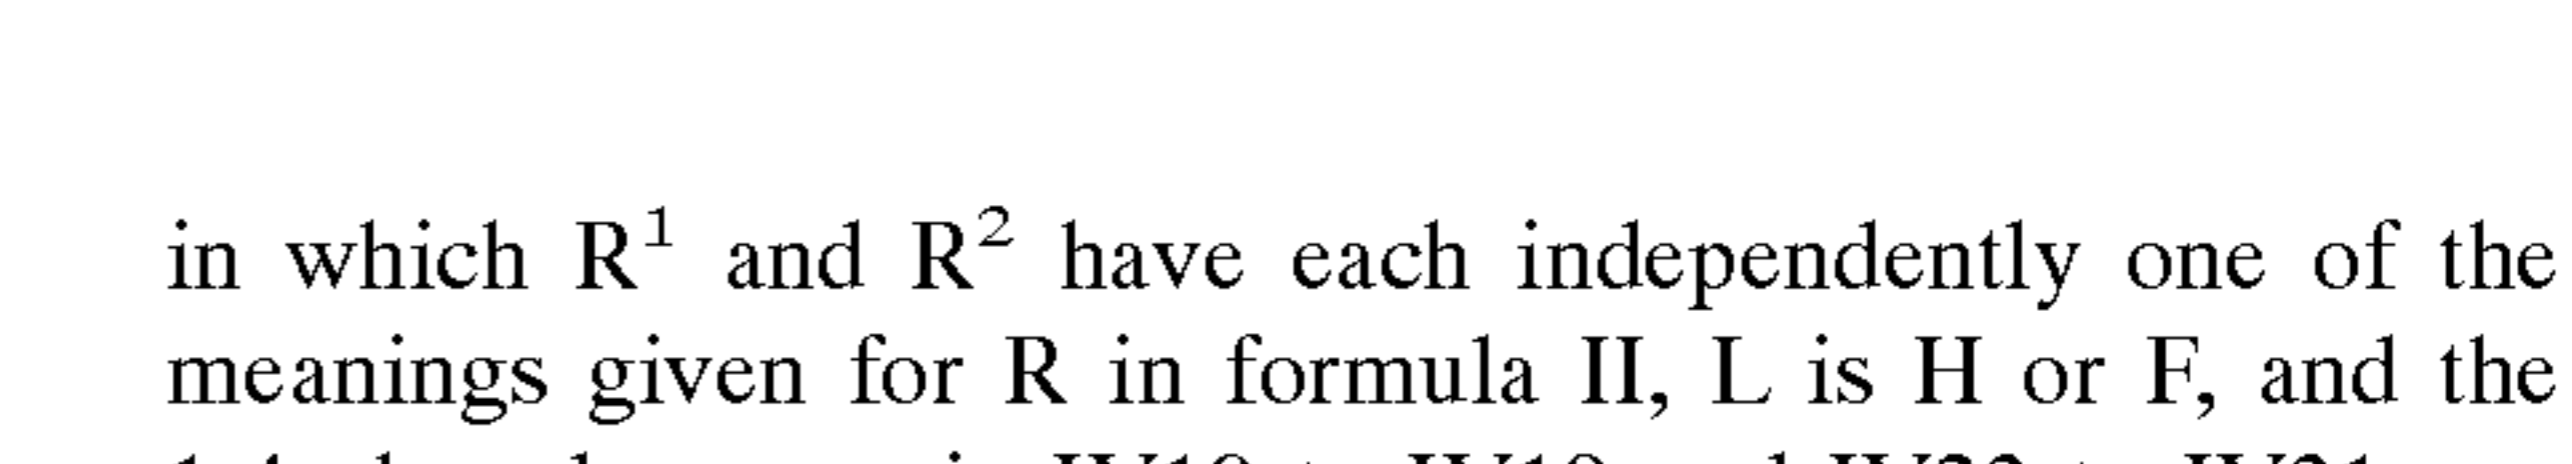 in which R¹ and R² have each independently one of the
meanings given for R in formula II, L is H or F, and the